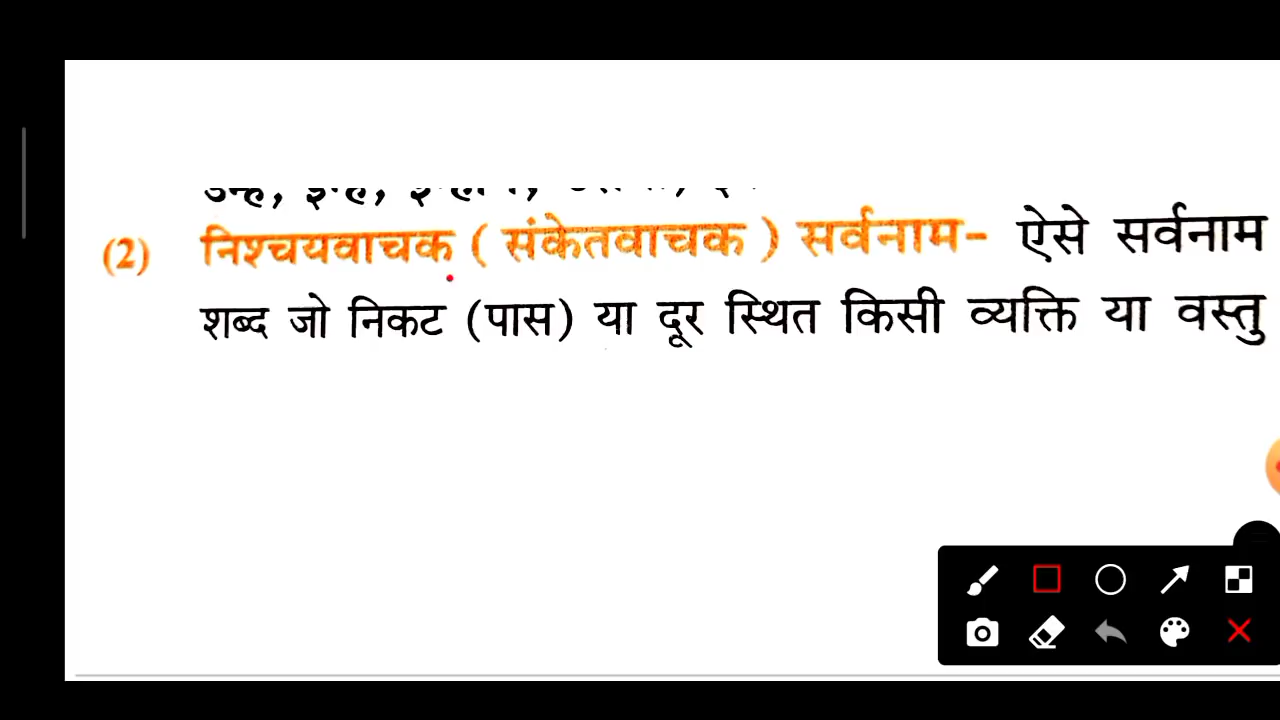 (2) निश्चयवाचक ( संकेतवाचक ) सर्वनाम- ऐसे सर्वनाम
शब्द जो निकट (पास) या दूर स्थित किसी व्यक्ति या वस्तु